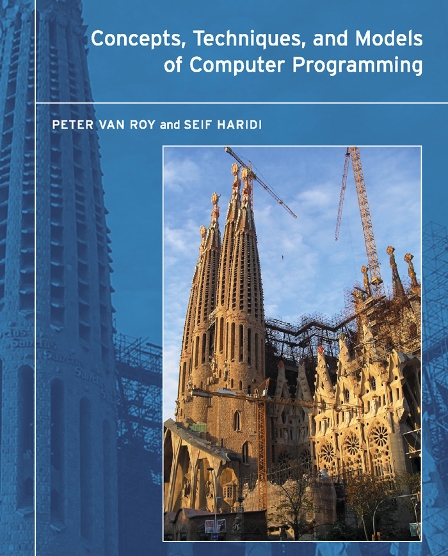 Concepts, Techniques, and Models
of Computer Programming
PETER VAN ROY and SEIF HARIDI